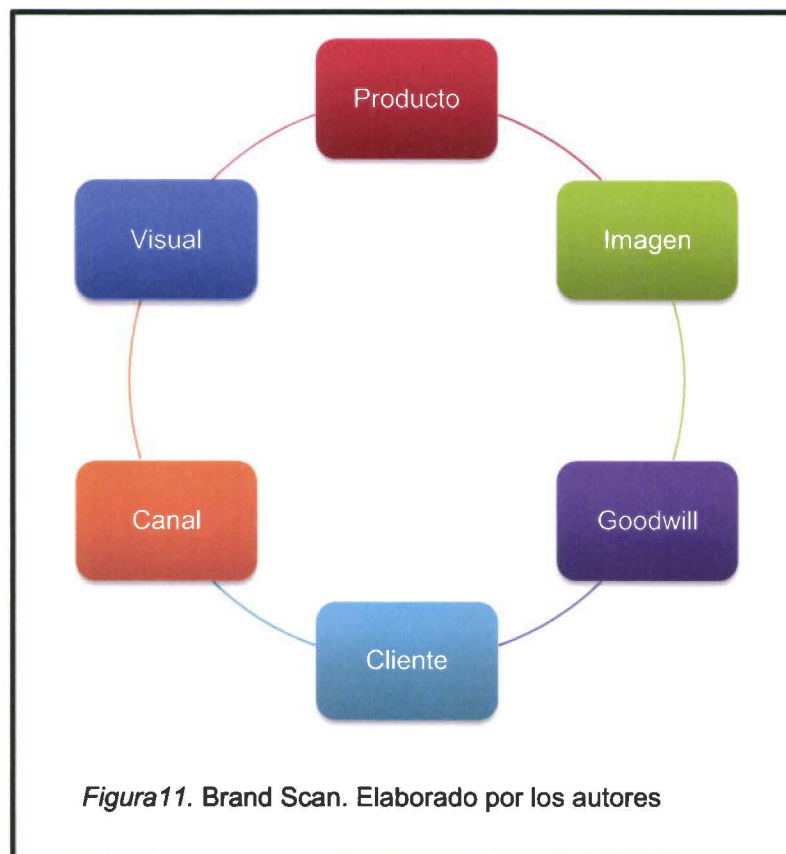 Producto
Visual
Imagen
Canal
Goodwill
Cliente
Figura11. Brand Scan. Elaborado por los autores